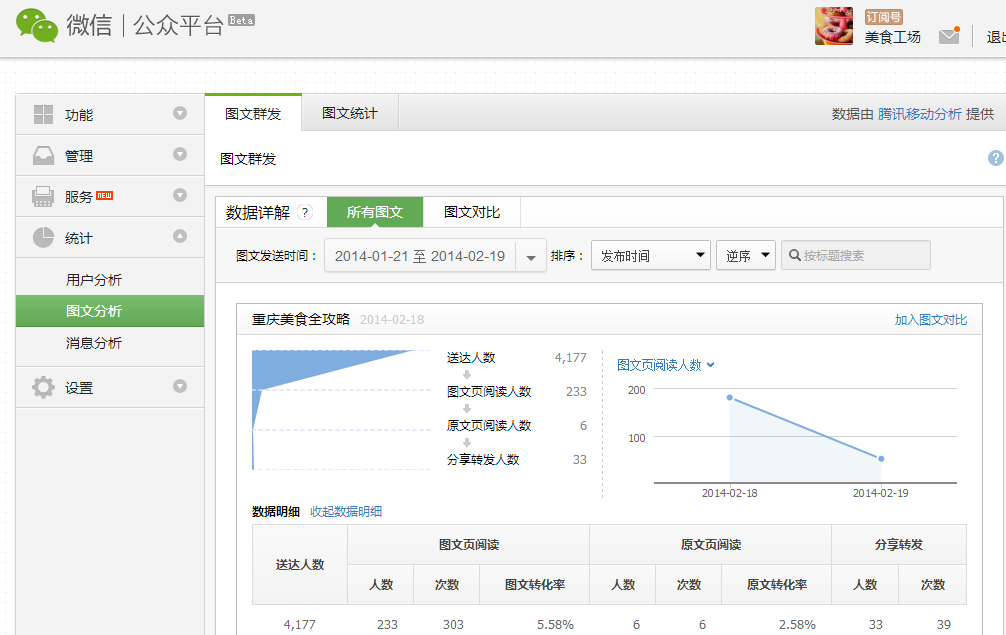 微信 | 公众平台 Beta
订阅号
美食工场
退出
功能
管理
服务 NEW
统计
用户分析
图文分析
消息分析
设置
图文群发 图文统计 数据由 腾讯移动分析 提供
图文群发 ?
数据详解 ? 所有图文 图文对比
图文发送时间： 2014-01-21 至 2014-02-19 排序： 发布时间 逆序 按标题搜索
重庆美食全攻略 2014-02-18 加入图文对比
送达人数 4,177
图文页阅读人数 233
原文页阅读人数 6
分享转发人数 33
图文页阅读人数
200
100
2014-02-18 2014-02-19
数据明细 收起数据明细
送达人数 图文页阅读 原文页阅读 分享转发
人数 次数 图文转化率 人数 次数 原文转化率 人数 次数
4,177 233 303 5.58% 6 6 2.58% 33 39